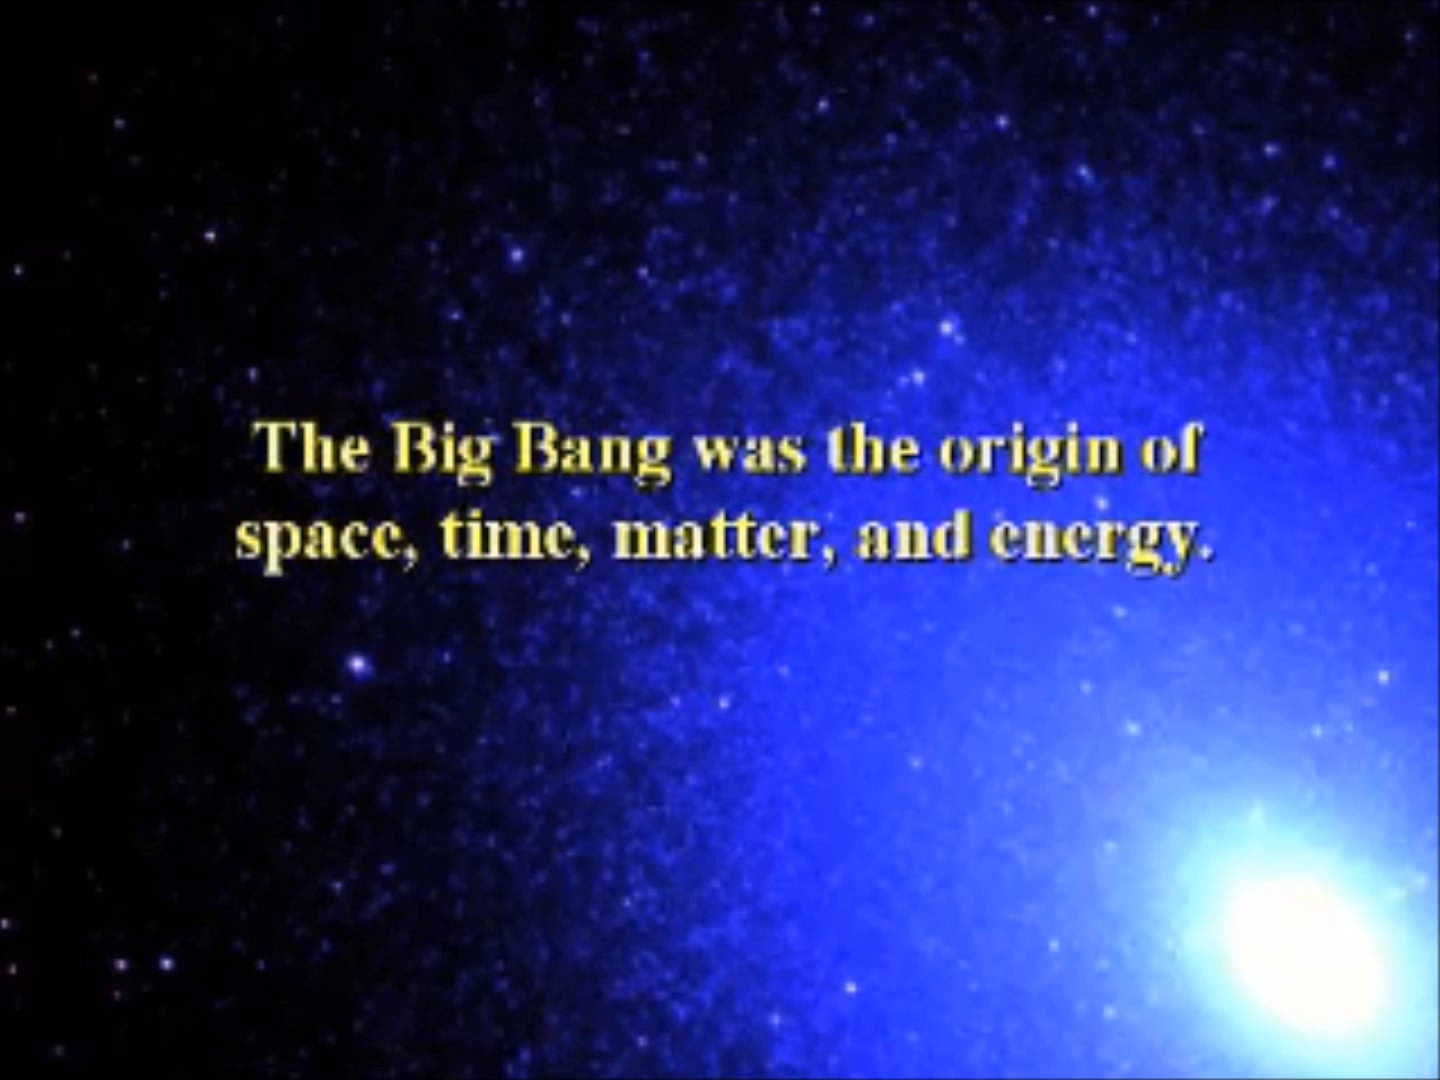 The Big Bang was the origin of
space, time, matter, and energy.